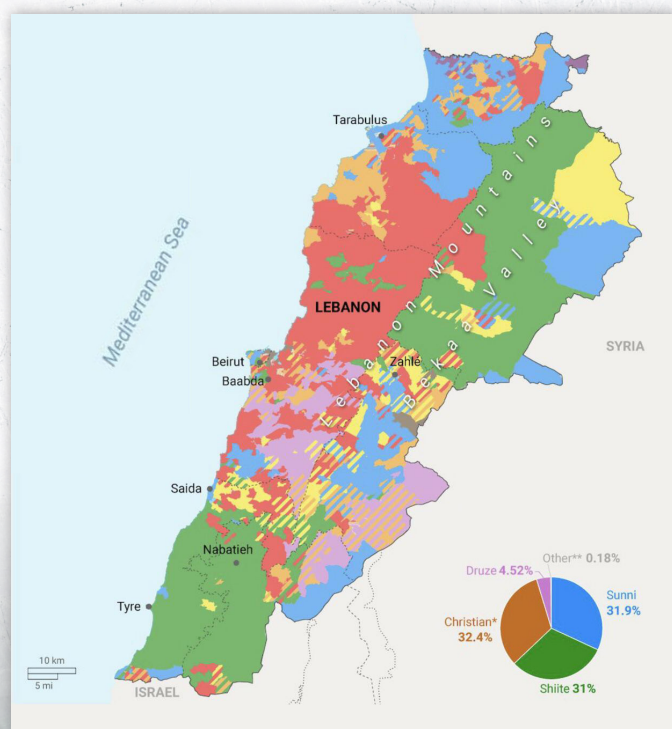 Tarabulus
Lebanon Mountains
Bekaa Valley
Mediterranean Sea
LEBANON
SYRIA
Beirut
Zahlé
Baabda
Saida
Nabatieh
Tyre
10 km
5 mi
ISRAEL
Other** 0.18%
Druze 4.52%
Sunni
31.9%
Christian*
32.4%
Shiite 31%